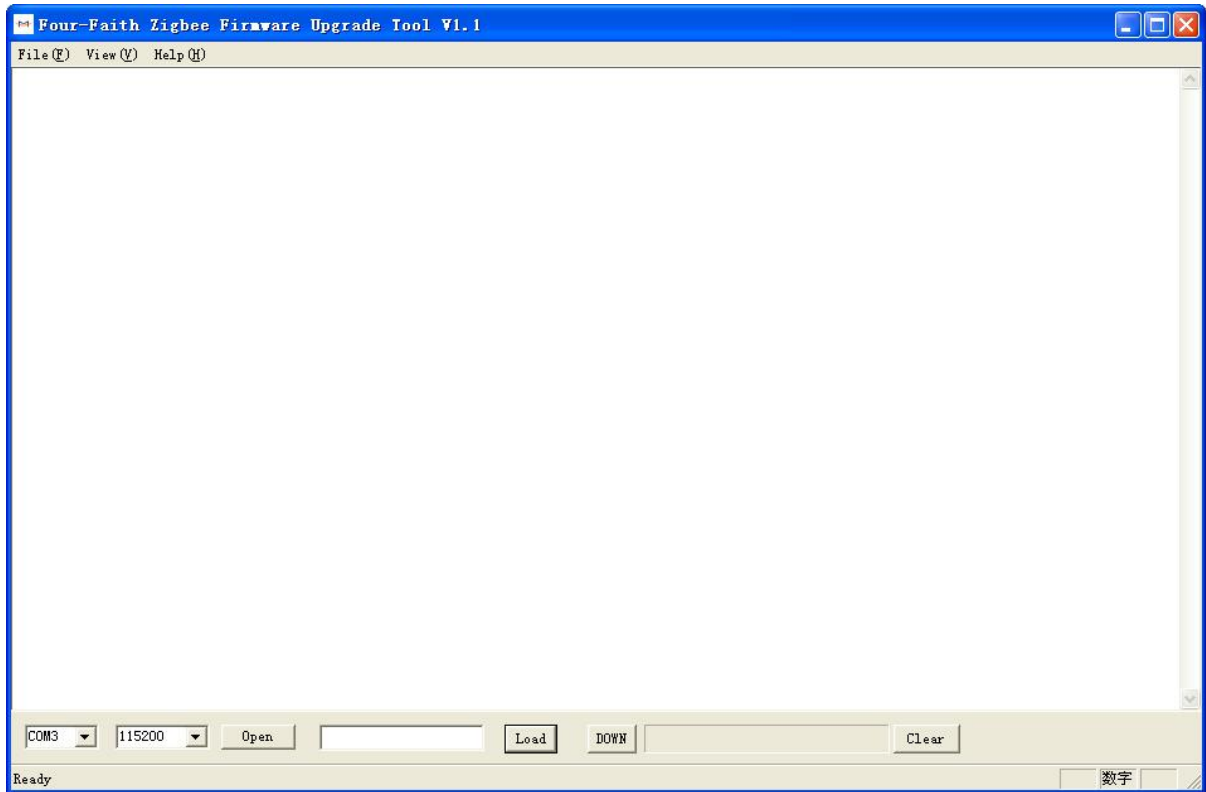 Four-Faith Zigbee Firmware Upgrade Tool V1.1
File(F) View(V) Help(H)
COM3 115200 Open Load DOWN Clear
Ready 数字